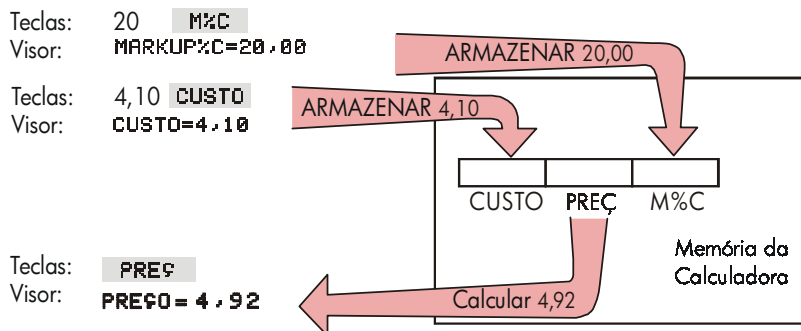 Teclas: 20 M%C
Visor: MARKUP%C=20,00
ARMAZENAR 20,00
Teclas: 4,10 CUSTO
Visor: CUSTO=4,10
ARMAZENAR 4,10
CUSTO PREÇ M%C
Memória da
Calculadora
Teclas: PREÇ
Visor: PREÇO=4,92
Calcular 4,92